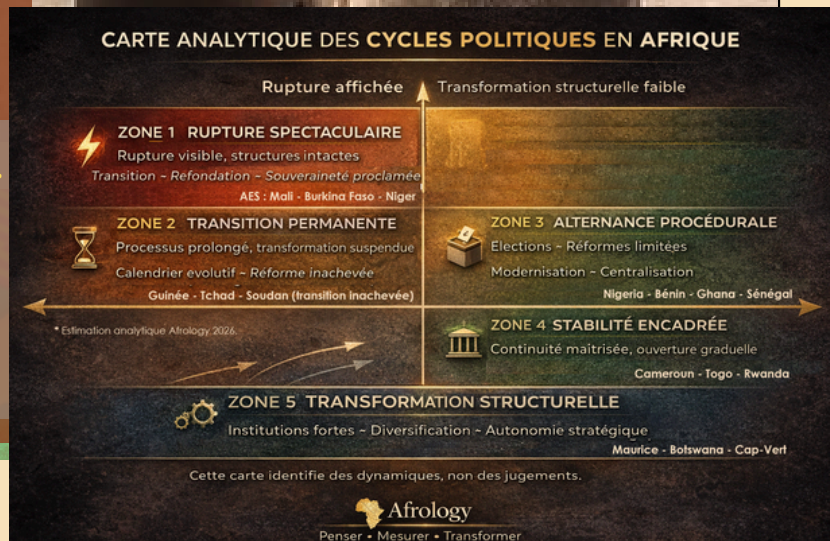 CARTE ANALYTIQUE DES CYCLES POLITIQUES EN AFRIQUE
Rupture affichée
Transformation structurelle faible
ZONE 1 RUPTURE SPECTACULAIRE
Rupture visible, structures intactes
Transition ~ Refondation ~ Souveraineté proclamée
AES : Mali - Burkina Faso - Niger
ZONE 2 TRANSITION PERMANENTE
Processus prolongé, transformation suspendue
Calendrier evolutif ~ Réforme inachevée
Guinée - Tchad - Soudan (transition inachevée)
ZONE 3 ALTERNANCE PROCÉDURALE
Elections ~ Réformes limitées
Modernisation ~ Centralisation
Nigeria - Bénin - Ghana - Sénégal
* Estimation analytique Afrology 2026.
ZONE 4 STABILITÉ ENCADRÉE
Continuité maîtrisée, ouverture graduelle
Cameroun - Togo - Rwanda
ZONE 5 TRANSFORMATION STRUCTURELLE
Institutions fortes ~ Diversification ~ Autonomie stratégique
Maurice - Botswana - Cap-Vert
Cette carte identifie des dynamiques, non des jugements.
Afrology
Penser • Mesurer • Transformer